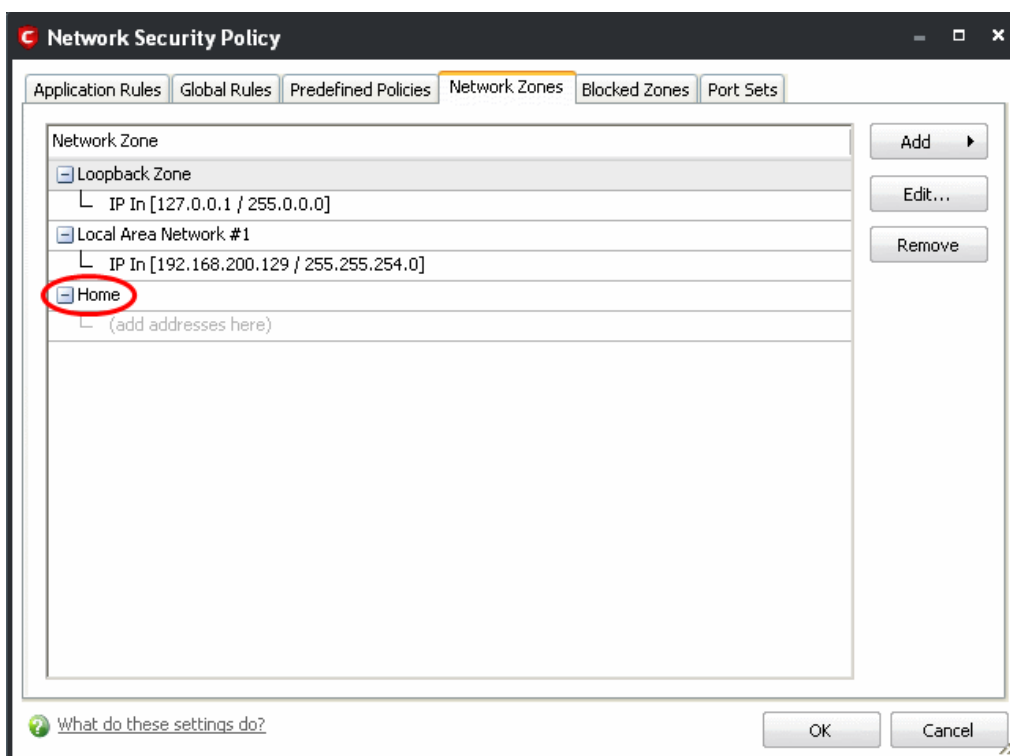 Network Security Policy
Application Rules Global Rules Predefined Policies Network Zones Blocked Zones Port Sets
Network Zone
Add
Loopback Zone
IP In [127.0.0.1 / 255.0.0.0]
Edit...
Local Area Network #1
Remove
IP In [192.168.200.129 / 255.255.254.0]
Home
(add addresses here)
What do these settings do?
OK Cancel